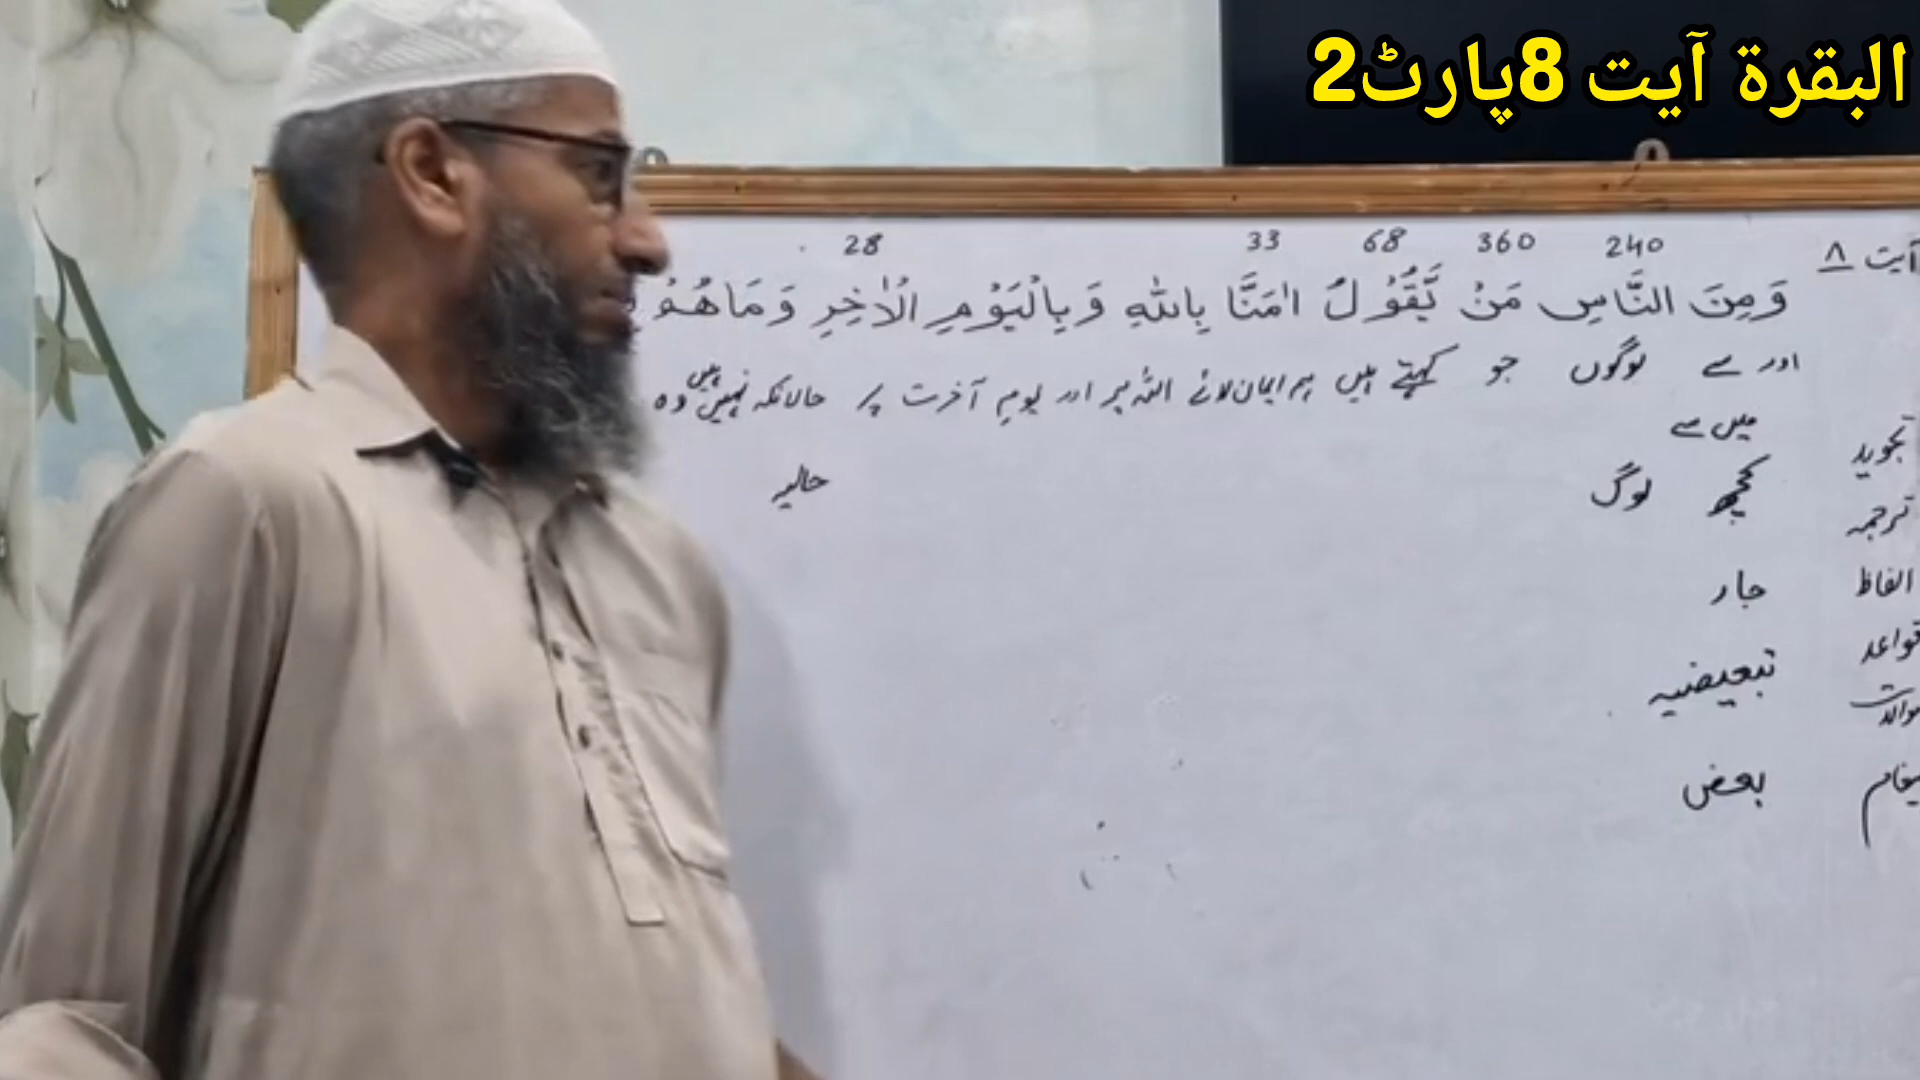 البقرة آیت 8پارٹ2
240 360 68 33 28
آیت ۸
وَمِنَ النَّاسِ مَنْ يَّقُوْلُ اٰمَنَّا بِاللّٰهِ وَبِالْيَوْمِ الْاٰخِرِ وَمَا هُمْ
اور سے لوگوں جو کہتے ہیں ہم ایمان لائے اللہ پر اور یومِ آخرت پر حالانکہ نہیں ہیں وہ
میں سے
تجوید
کچھ لوگ حالیہ
ترجمہ
الفاظ جار
قواعد
تبعیضیہ
بعض